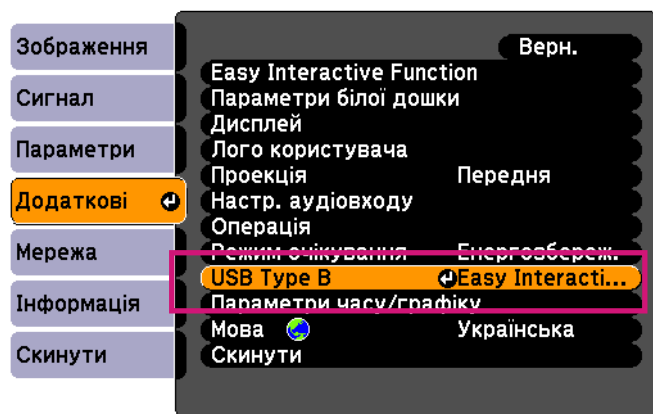 Зображення
Сигнал
Параметри
Додаткові
Мережа
Інформація
Скинути
Верн.
Easy Interactive Function
Параметри білої дошки
Дисплей
Лого користувача
Проекція Передня
Настр. аудіовходу
Операція
Режим очікування Енергозбереж.
USB Type B Easy Interacti...
Параметри часу/графіку
Мова Українська
Скинути